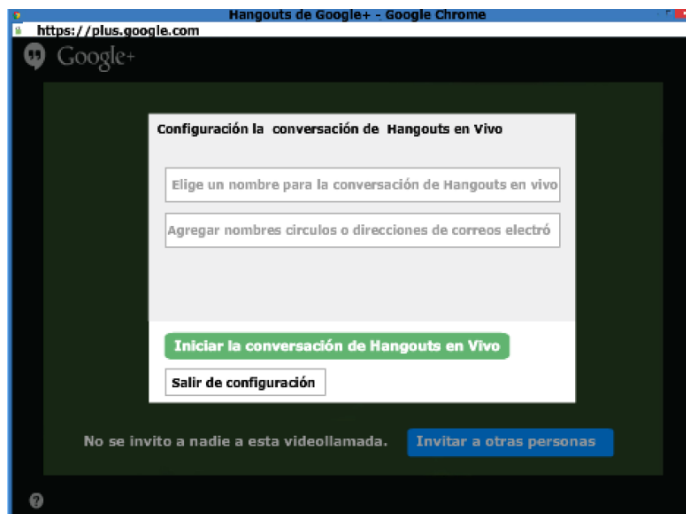 Hangouts de Google+ - Google Chrome
https://plus.google.com
Google+
Configuración la conversación de Hangouts en Vivo
Elige un nombre para la conversación de Hangouts en vivo
Agregar nombres circulos o direcciones de correos electró
Iniciar la conversación de Hangouts en Vivo
Salir de configuración
No se invito a nadie a esta videollamada. Invitar a otras personas
?